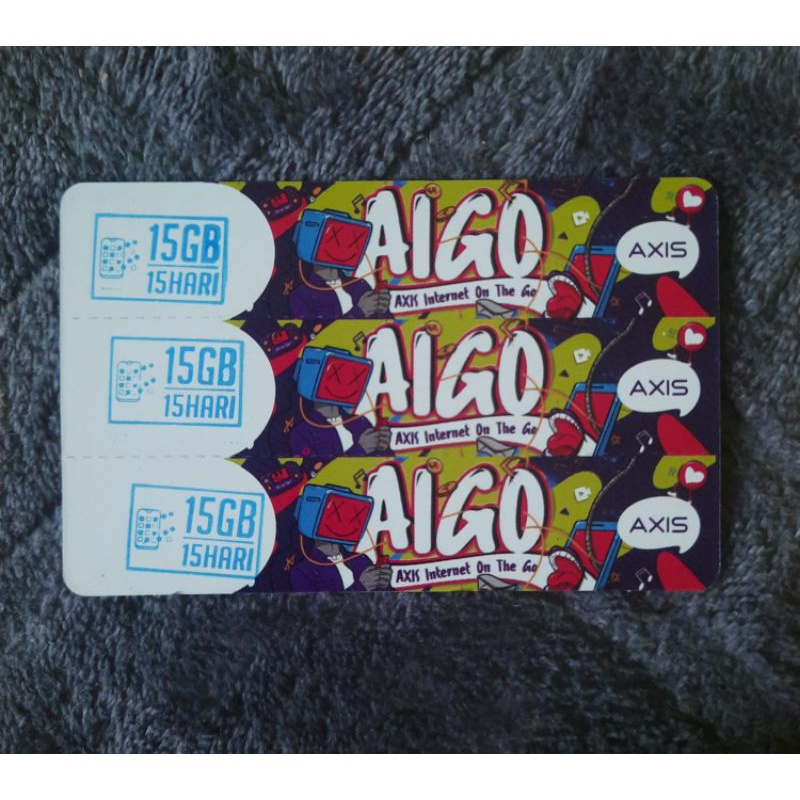 15GB
15HARI
AIGO
AXIS Internet On The Go
AXIS
15GB
15HARI
AIGO
AXIS Internet On The Go
AXIS
15GB
15HARI
AIGO
AXIS Internet On The Go
AXIS